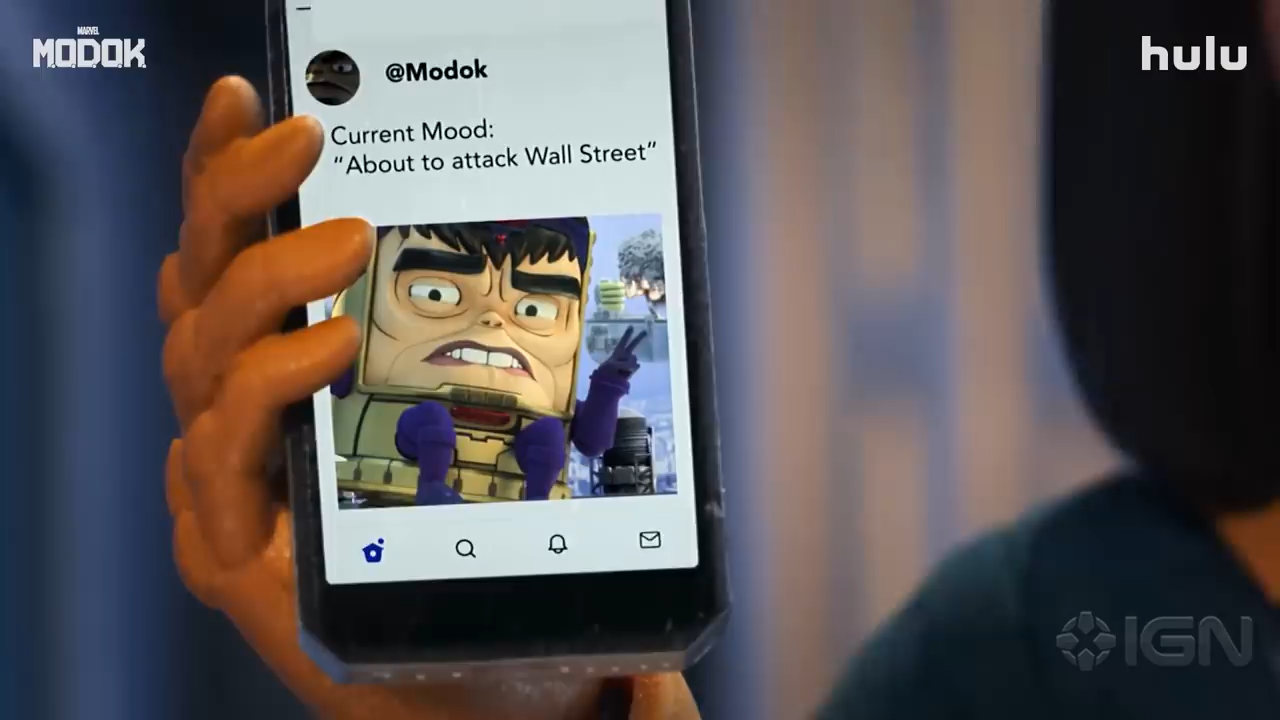 MARVEL
MODOK
hulu
@Modok
Current Mood:
“About to attack Wall Street”
IGN